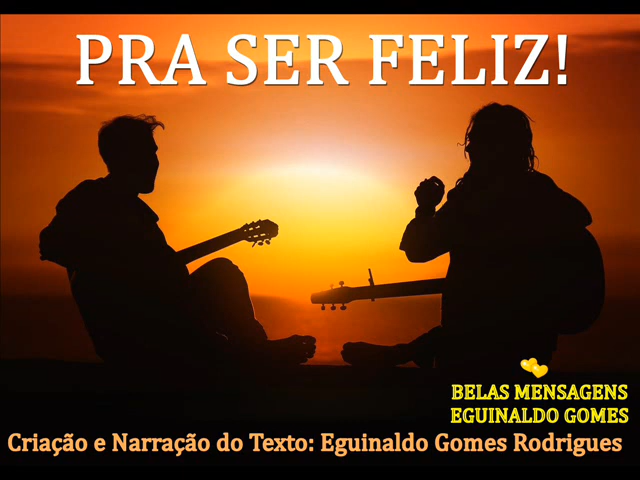 PRA SER FELIZ!
BELAS MENSAGENS
EGUINALDO GOMES
Criação e Narração do Texto: Eguinaldo Gomes Rodrigues